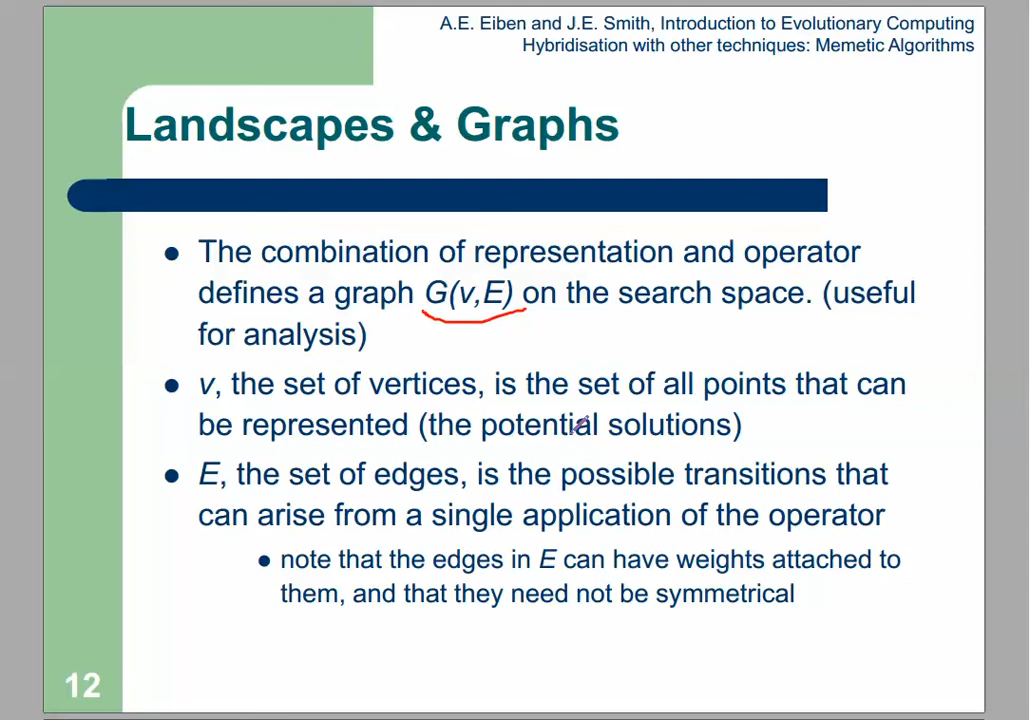 A.E. Eiben and J.E. Smith, Introduction to Evolutionary Computing
Hybridisation with other techniques: Memetic Algorithms
Landscapes & Graphs
● The combination of representation and operator
defines a graph G(v,E) on the search space. (useful
for analysis)
● v, the set of vertices, is the set of all points that can
be represented (the potential solutions)
● E, the set of edges, is the possible transitions that
can arise from a single application of the operator
● note that the edges in E can have weights attached to
them, and that they need not be symmetrical
12